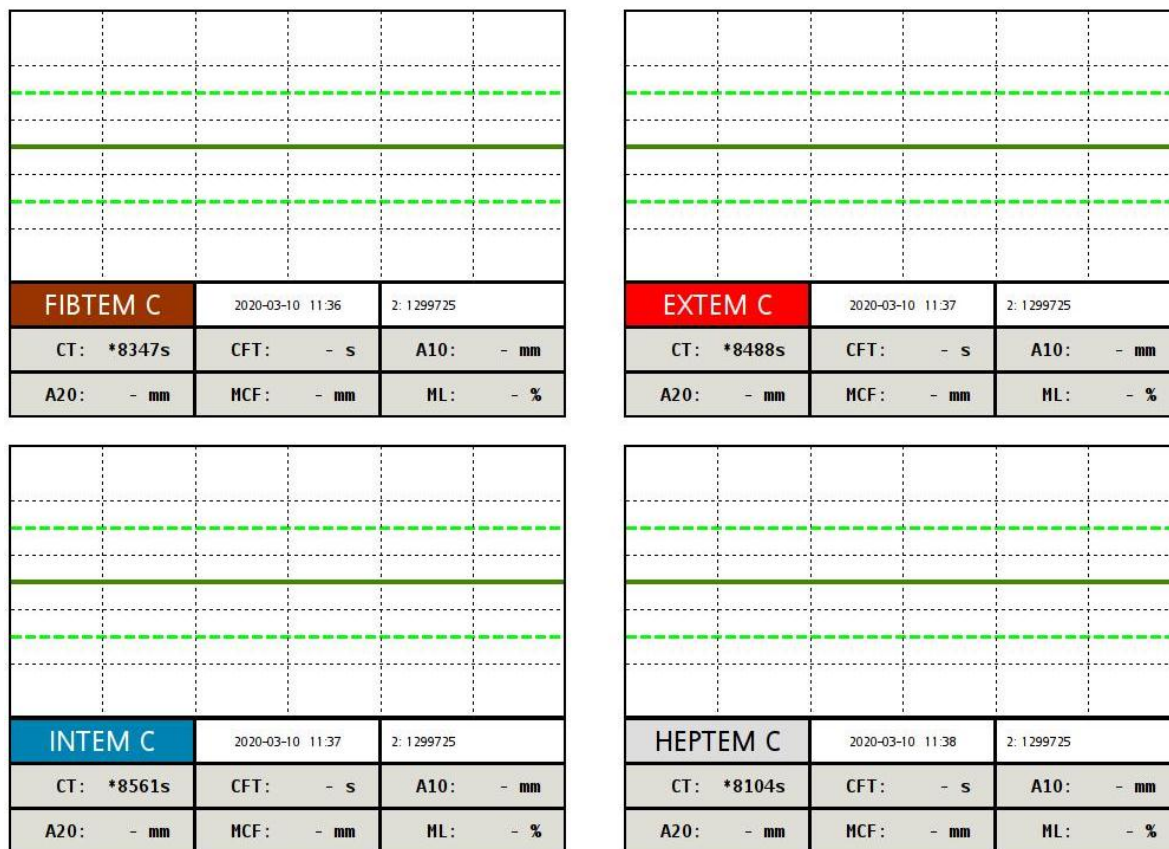 FIBTEM C 2020-03-10 11:36 2: 1299725
CT: *8347s CFT: - s A10: - mm
A20: - mm MCF: - mm ML: - %
EXTEM C 2020-03-10 11:37 2: 1299725
CT: *8488s CFT: - s A10: - mm
A20: - mm MCF: - mm ML: - %
INTEM C 2020-03-10 11:37 2: 1299725
CT: *8561s CFT: - s A10: - mm
A20: - mm MCF: - mm ML: - %
HEPTEM C 2020-03-10 11:38 2: 1299725
CT: *8104s CFT: - s A10: - mm
A20: - mm MCF: - mm ML: - %